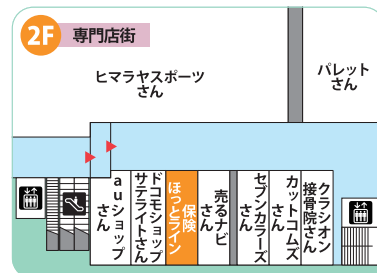 2F 専門店街
ヒマラヤスポーツ
さん
パレット
さん
auショップ
さん
ドコモショップ
サテライトさん
保険
ほっとライン
売るナビ
さん
セブンカラーズ
さん
カットコムズ
さん
クラシオン
接骨院さん